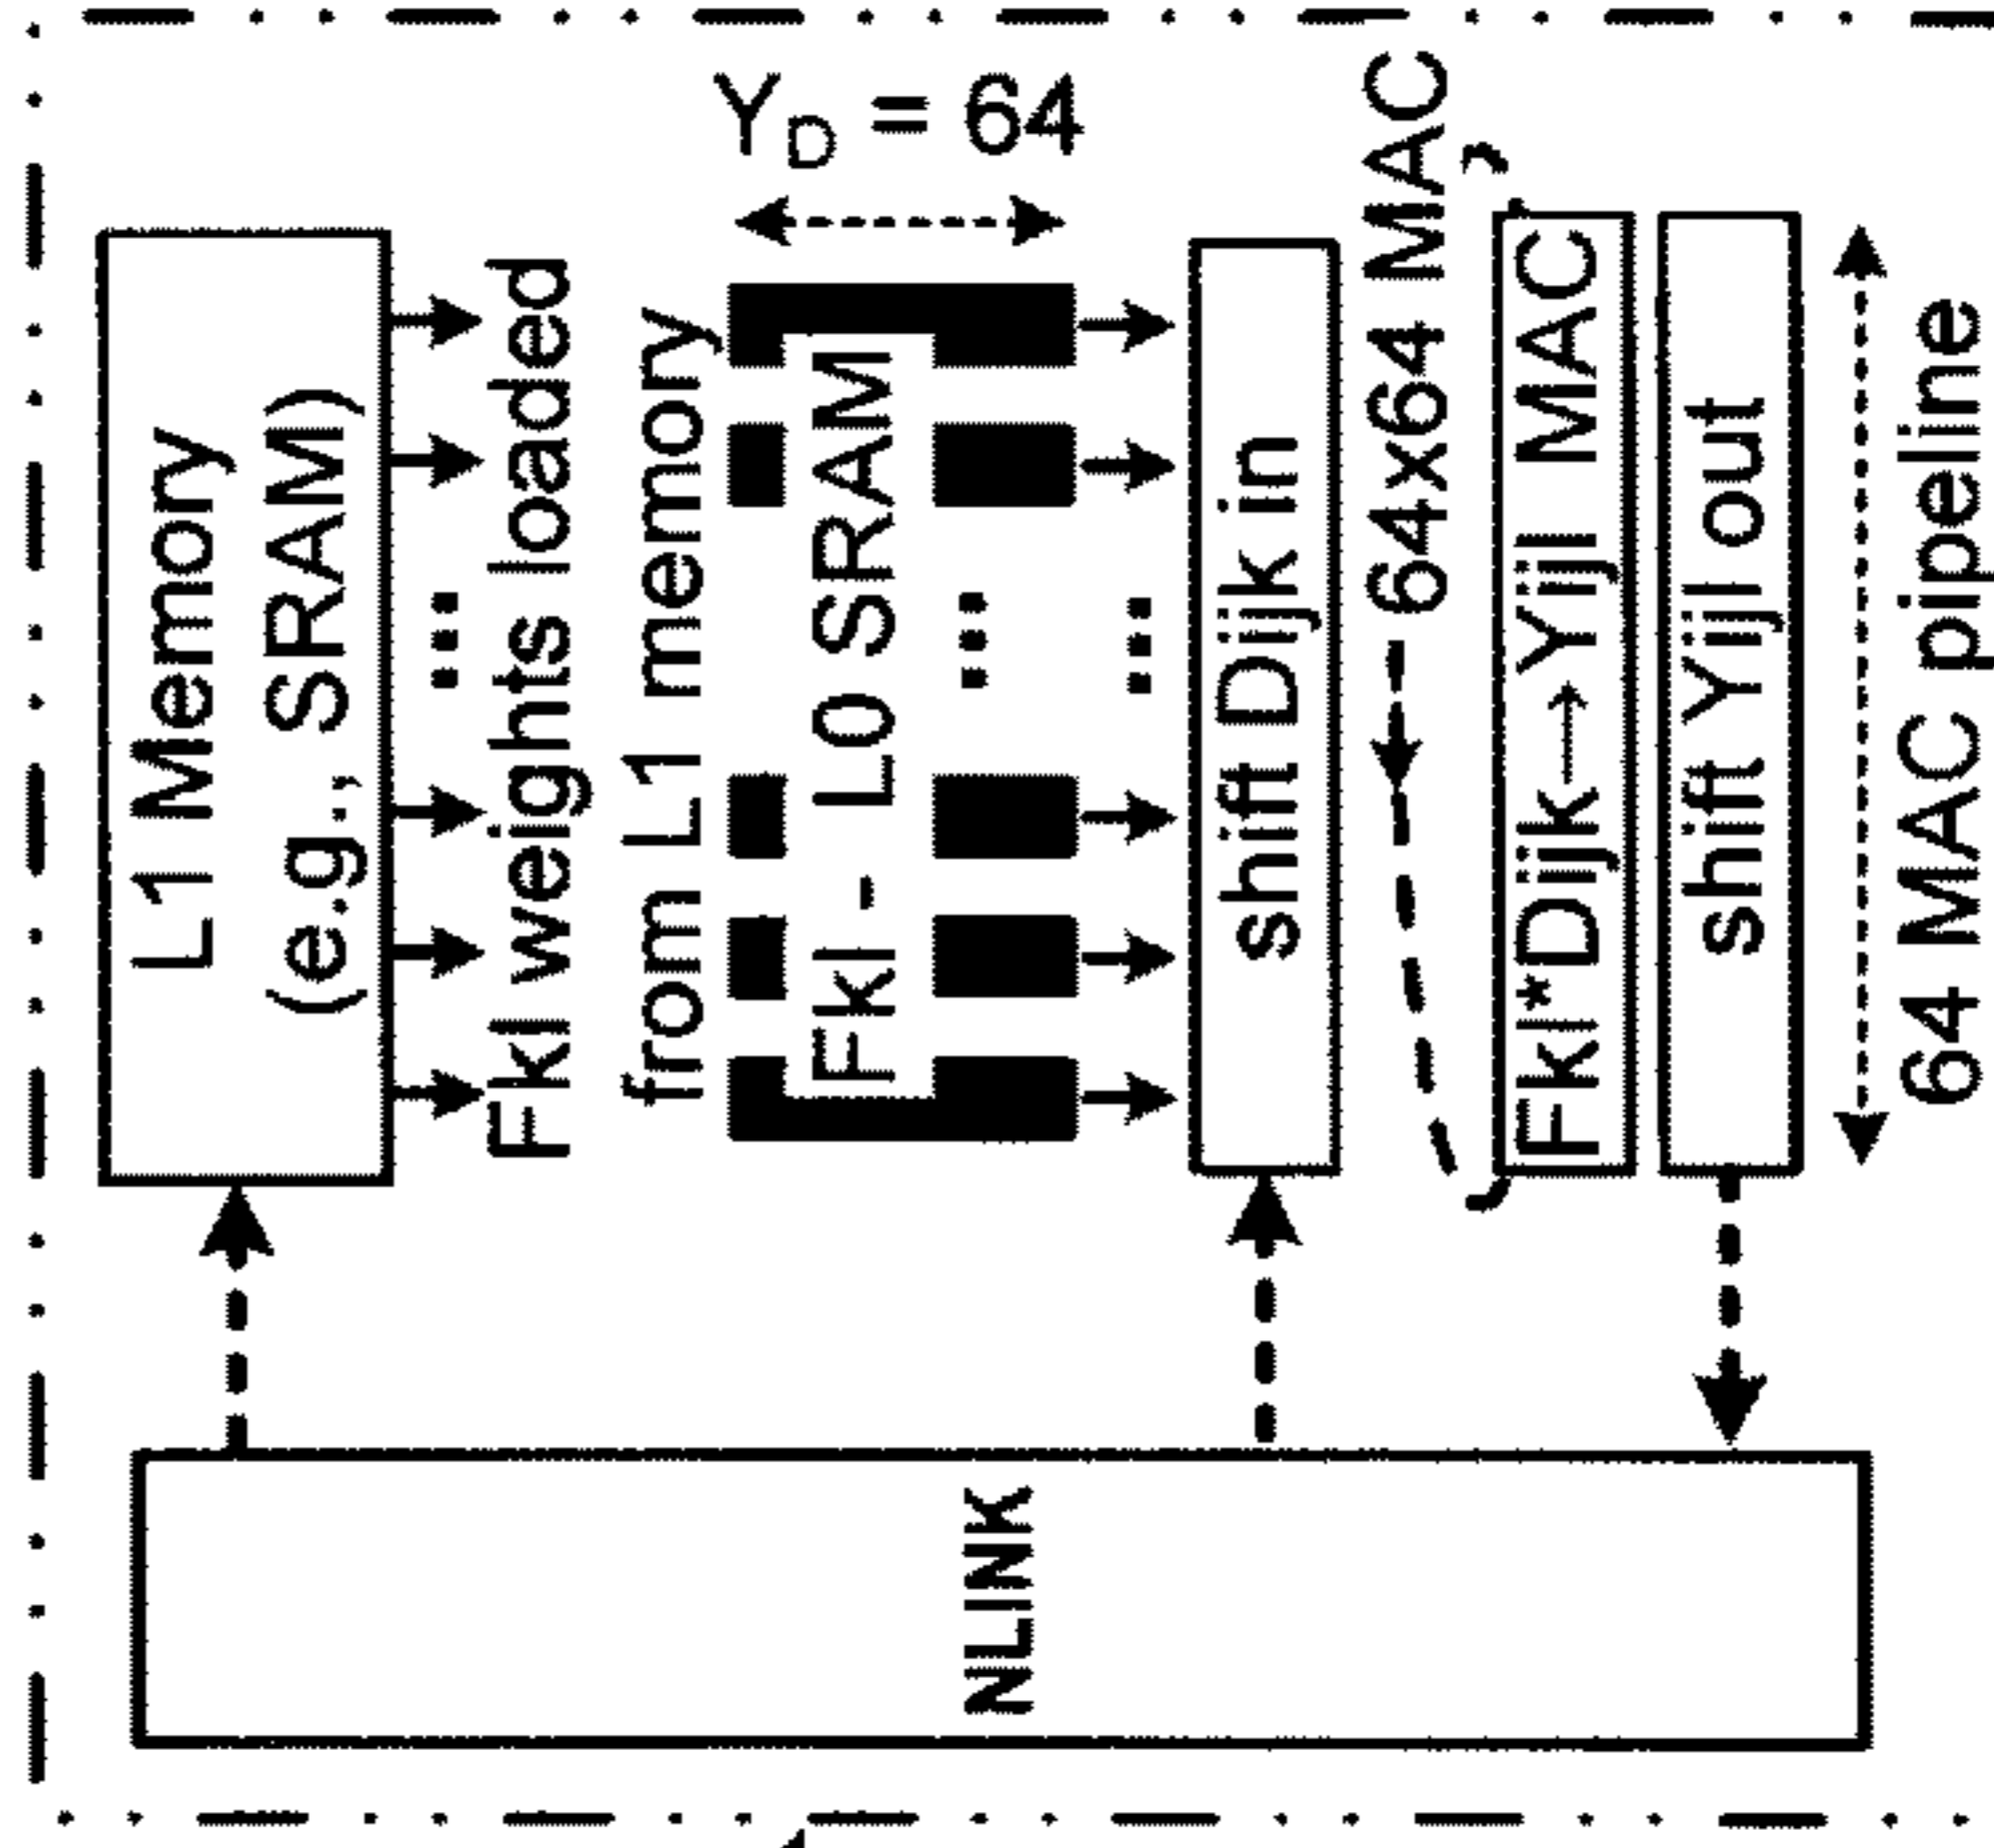 L1 Memory
(e.g., SRAM)
Fkl weights loaded
from L1 memory
Y_D = 64
Fkl - L0 SRAM
shift Dijk in
64x64 MAC
Fkl*Dijk→Yijl MAC
shift Yijl out
64 MAC pipeline
NLINK